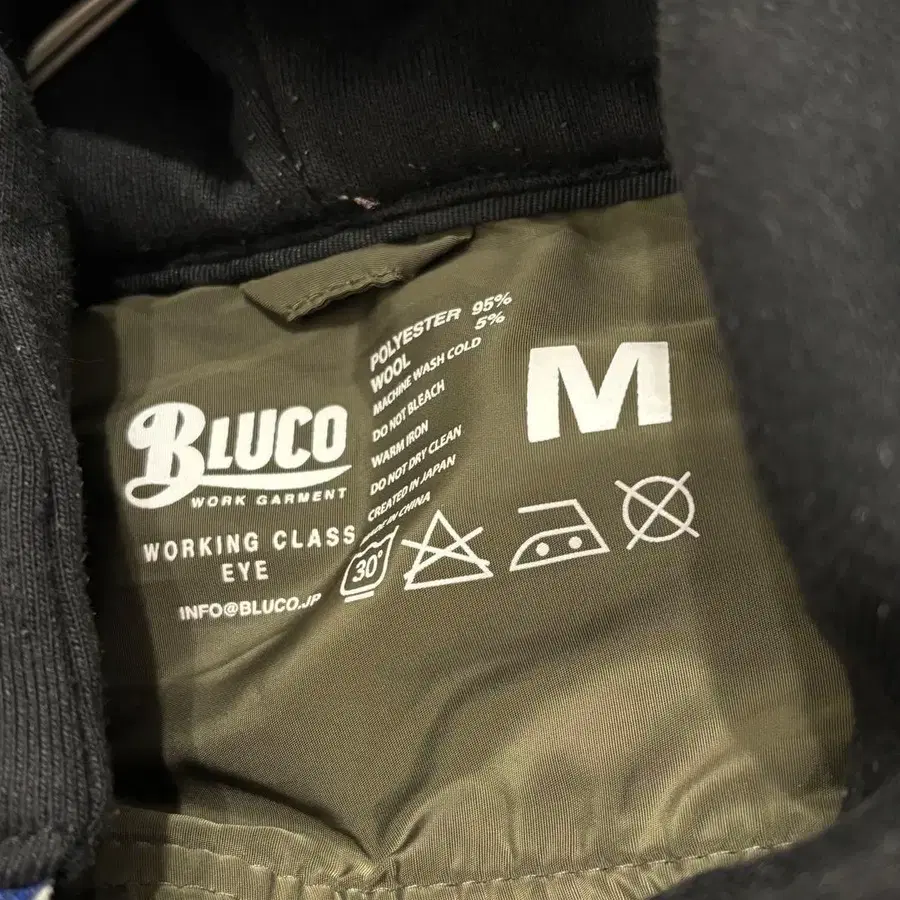 BLUCO
WORK GARMENT
WORKING CLASS
EYE
INFO@BLUCO.JP
POLYESTER 95%
WOOL 5%
MACHINE WASH COLD
DO NOT BLEACH
WARM IRON
DO NOT DRY CLEAN
CREATED IN JAPAN
IN CHINA
M
30°